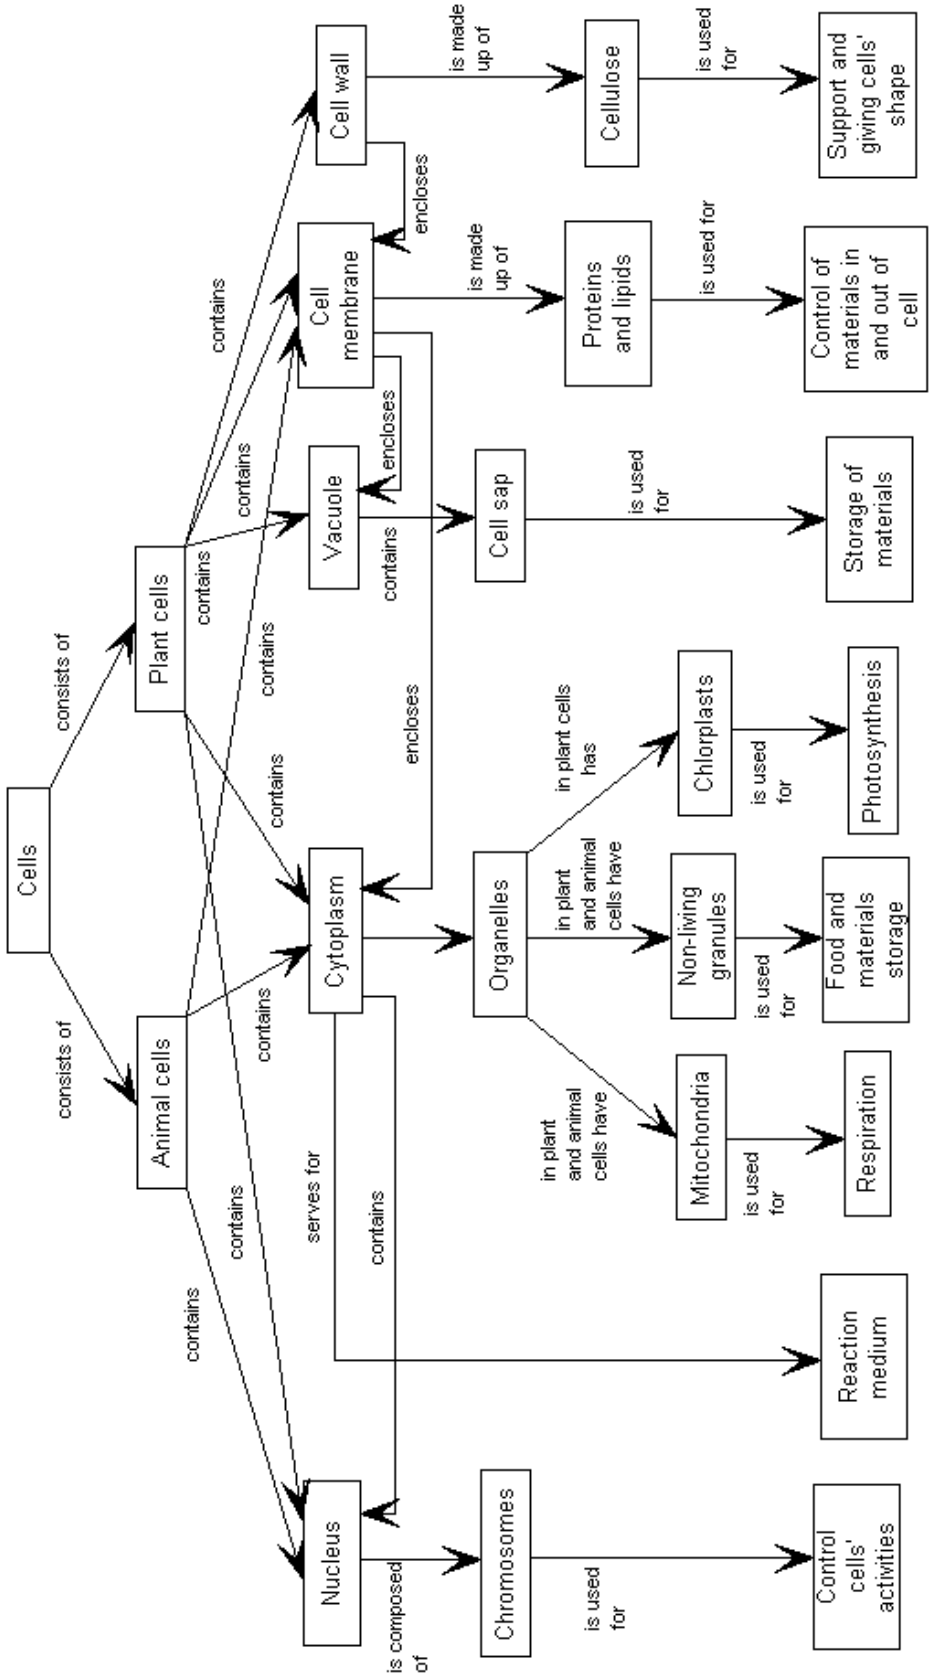 Cells
consists of
consists of
Animal cells
Plant cells
contains
contains
contains
contains
contains
contains
contains
contains
Nucleus
Cytoplasm
Vacuole
Cell
membrane
Cell wall
serves for
contains
encloses
encloses
encloses
is composed
of
contains
is made
up of
is made
up of
Chromosomes
Organelles
Cell sap
Proteins
and lipids
Cellulose
in plant
and animal
cells have
in plant
and animal
cells have
in plant cells
has
Mitochondria
Non-living
granules
Chlorplasts
is used
for
is used
for
is used
for
is used
for
is used
for
is used for
is used
for
Control
cells'
activities
Reaction
medium
Respiration
Food and
materials
storage
Photosynthesis
Storage of
materials
Control of
materials in
and out of
cell
Support and
giving cells'
shape